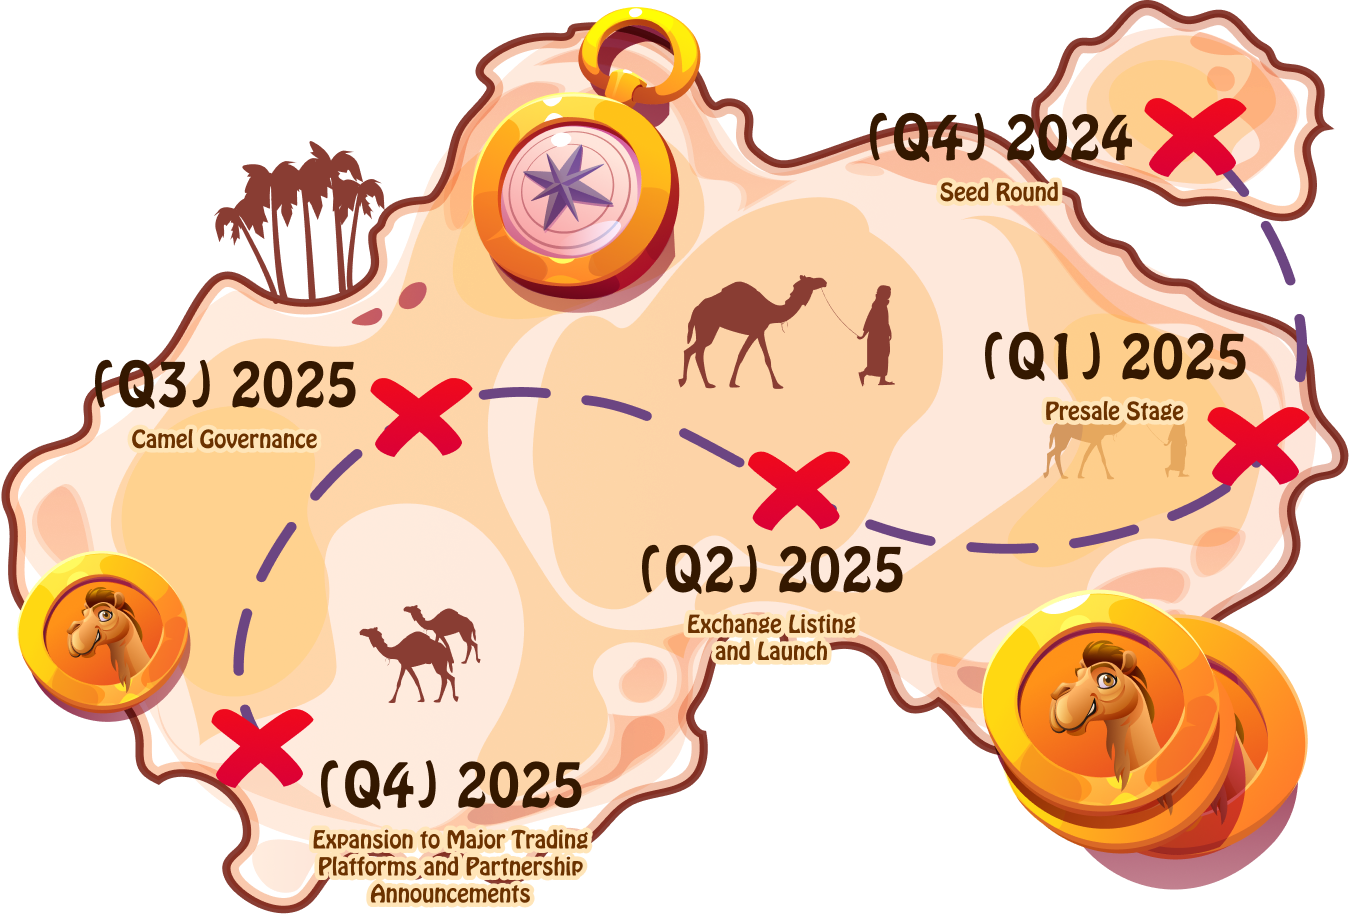 (Q4) 2024
Seed Round
(Q1) 2025
Presale Stage
(Q2) 2025
Exchange Listing
and Launch
(Q3) 2025
Camel Governance
(Q4) 2025
Expansion to Major Trading
Platforms and Partnership
Announcements